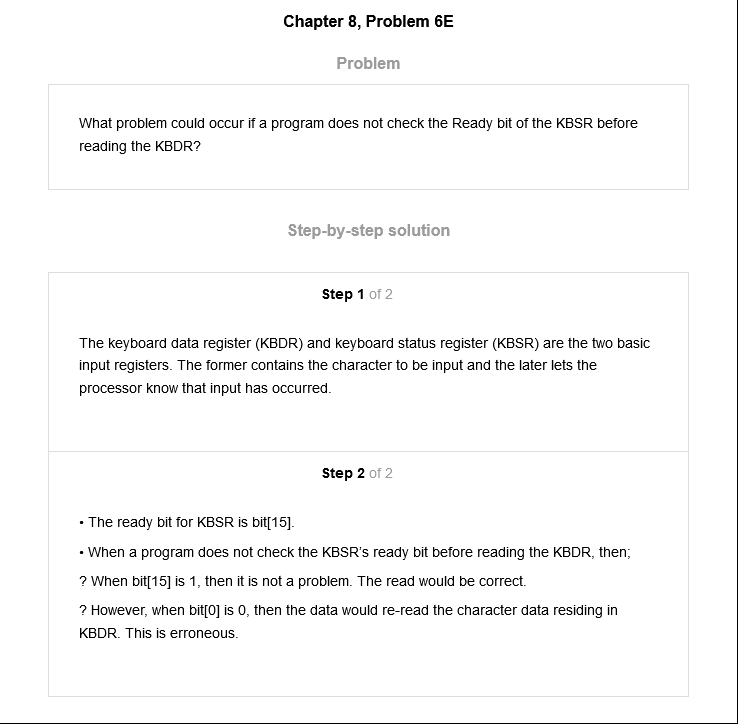 Chapter 8, Problem 6E
Problem
What problem could occur if a program does not check the Ready bit of the KBSR before
reading the KBDR?
Step-by-step solution
Step 1 of 2
The keyboard data register (KBDR) and keyboard status register (KBSR) are the two basic
input registers. The former contains the character to be input and the later lets the
processor know that input has occurred.
Step 2 of 2
• The ready bit for KBSR is bit[15].
• When a program does not check the KBSR's ready bit before reading the KBDR, then;
? When bit[15] is 1, then it is not a problem. The read would be correct.
? However, when bit[0] is 0, then the data would re-read the character data residing in
KBDR. This is erroneous.